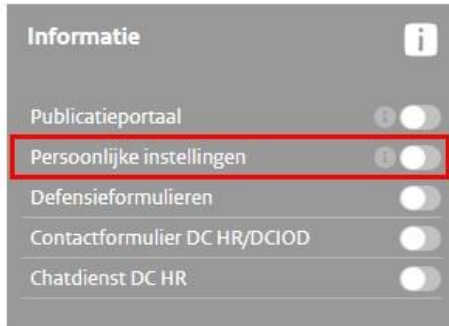 Informatie
Publicatieportaal
Persoonlijke instellingen
Defensieformulieren
Contactformulier DC HR/DCIOD
Chatdienst DC HR